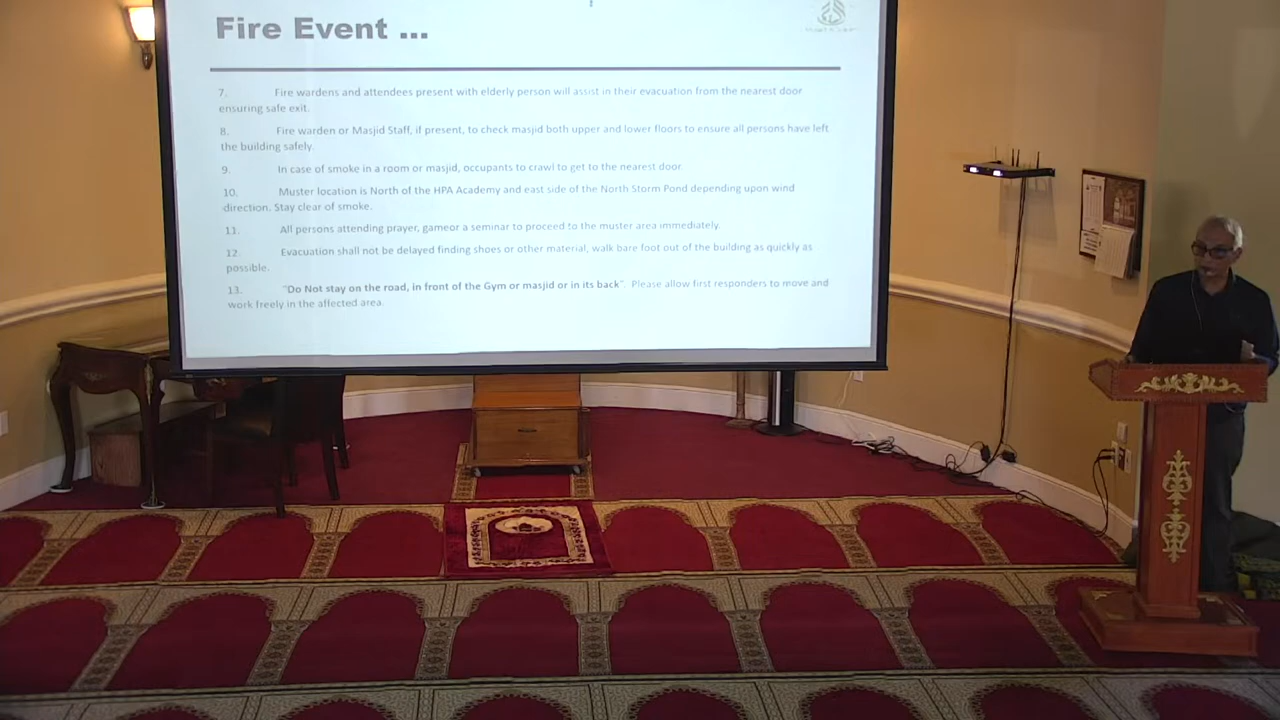 Fire Event ...
7. Fire wardens and attendees present with elderly person will assist in their evacuation from the nearest door
ensuring safe exit.
8. Fire warden or Masjid Staff, if present, to check masjid both upper and lower floors to ensure all persons have left
the building safely.
9. In case of smoke in a room or masjid, occupants to crawl to get to the nearest door
10. Muster location is North of the HPA Academy and east side of the North Storm Pond depending upon wind
direction. Stay clear of smoke.
11. All persons attending prayer, gameor a seminar to proceed to the muster area immediately.
12. Evacuation shall not be delayed finding shoes or other material, walk bare foot out of the building as quickly as
possible.
13. "Do Not stay on the road, in front of the Gym or masjid or in its back". Please allow first responders to move and
work freely in the affected area.